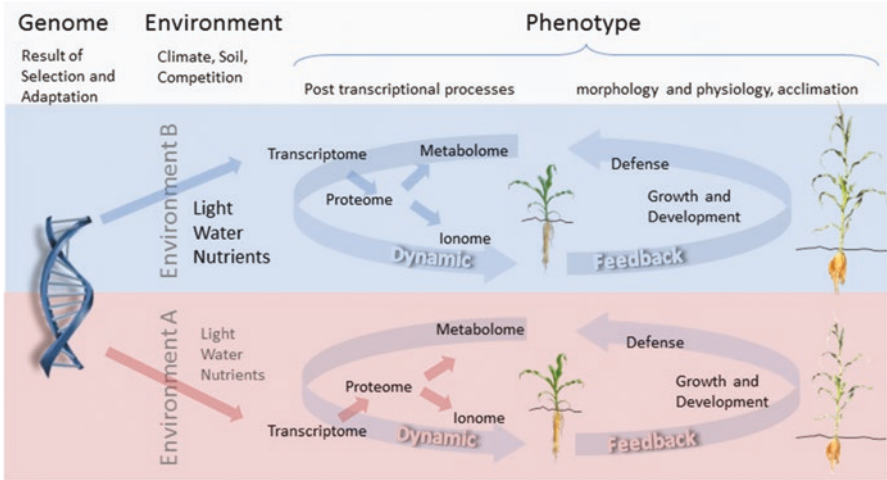 Genome
Environment
Phenotype
Result of
Selection and
Adaptation
Climate, Soil,
Competition
Post transcriptional processes
morphology and physiology, acclimation
Environment B
Light
Water
Nutrients
Transcriptome
Metabolome
Proteome
Ionome
Dynamic
Feedback
Defense
Growth and
Development
Environment A
Light
Water
Nutrients
Metabolome
Proteome
Ionome
Transcriptome
Dynamic
Feedback
Defense
Growth and
Development